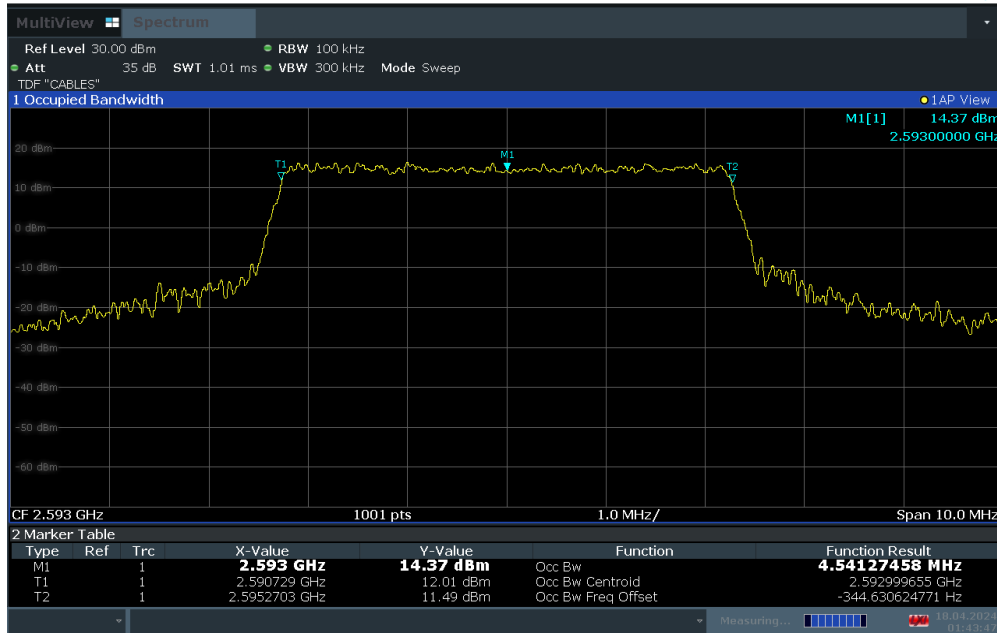 MultiView Spectrum
Ref Level 30.00 dBm RBW 100 kHz
Att 35 dB SWT 1.01 ms VBW 300 kHz Mode Sweep
TDF "CABLES"
1 Occupied Bandwidth 1AP View
M1[1] 14.37 dBm
2.59300000 GHz
20 dBm
M1
T1 T2
10 dBm
0 dBm
-10 dBm
-20 dBm
-30 dBm
-40 dBm
-50 dBm
-60 dBm
CF 2.593 GHz 1001 pts 1.0 MHz/ Span 10.0 MHz
2 Marker Table
Type Ref Trc X-Value Y-Value Function Function Result
M1 1 2.593 GHz 14.37 dBm Occ Bw 4.54127458 MHz
T1 1 2.590729 GHz 12.01 dBm Occ Bw Centroid 2.592999655 GHz
T2 1 2.5952703 GHz 11.49 dBm Occ Bw Freq Offset -344.630624771 Hz
Measuring... 18.04.2024
01:43:47